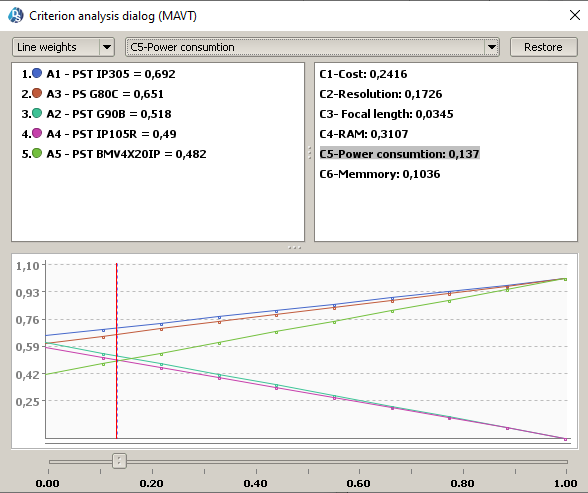 Criterion analysis dialog (MAVT)
Line weights
C5-Power consumtion
Restore
1. A1 - PST IP305 = 0,692
2. A3 - PS G80C = 0,651
3. A2 - PST G90B = 0,518
4. A4 - PST IP105R = 0,49
5. A5 - PST BMV4X20IP = 0,482
C1-Cost: 0,2416
C2-Resolution: 0,1726
C3- Focal length: 0,0345
C4-RAM: 0,3107
C5-Power consumtion: 0,137
C6-Memmory: 0,1036
1,10
0,93
0,76
0,59
0,42
0,25
0.00 0.20 0.40 0.60 0.80 1.00